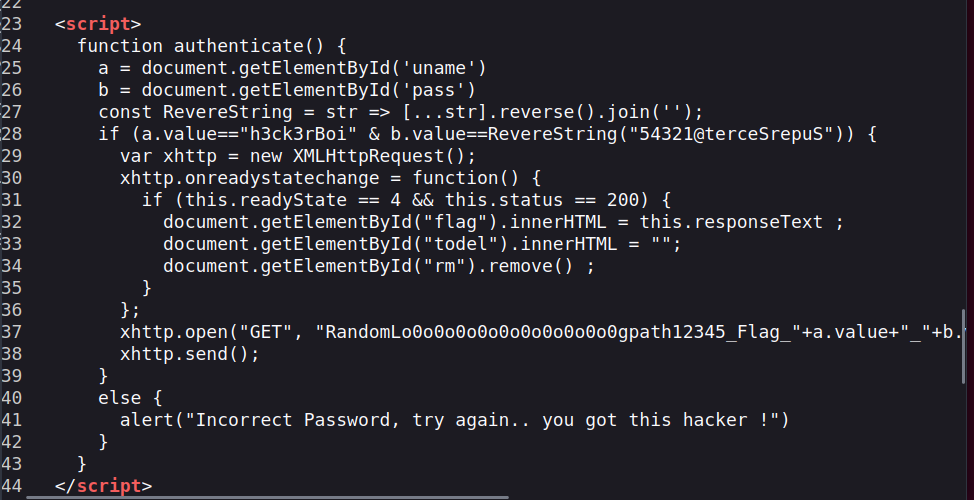 22
23 <script>
24 function authenticate() {
25 a = document.getElementById('uname')
26 b = document.getElementById('pass')
27 const RevereString = str => [...str].reverse().join('');
28 if (a.value=="h3ck3rBoi" & b.value==RevereString("54321@terceSrepuS")) {
29 var xhttp = new XMLHttpRequest();
30 xhttp.onreadystatechange = function() {
31 if (this.readyState == 4 && this.status == 200) {
32 document.getElementById("flag").innerHTML = this.responseText ;
33 document.getElementById("todel").innerHTML = "";
34 document.getElementById("rm").remove() ;
35 }
36 };
37 xhttp.open("GET", "RandomLo0o0o0o0o0o0o0o0o0o0gpath12345_Flag_"+a.value+"_"+b.
38 xhttp.send();
39 }
40 else {
41 alert("Incorrect Password, try again.. you got this hacker !")
42 }
43 }
44 </script>